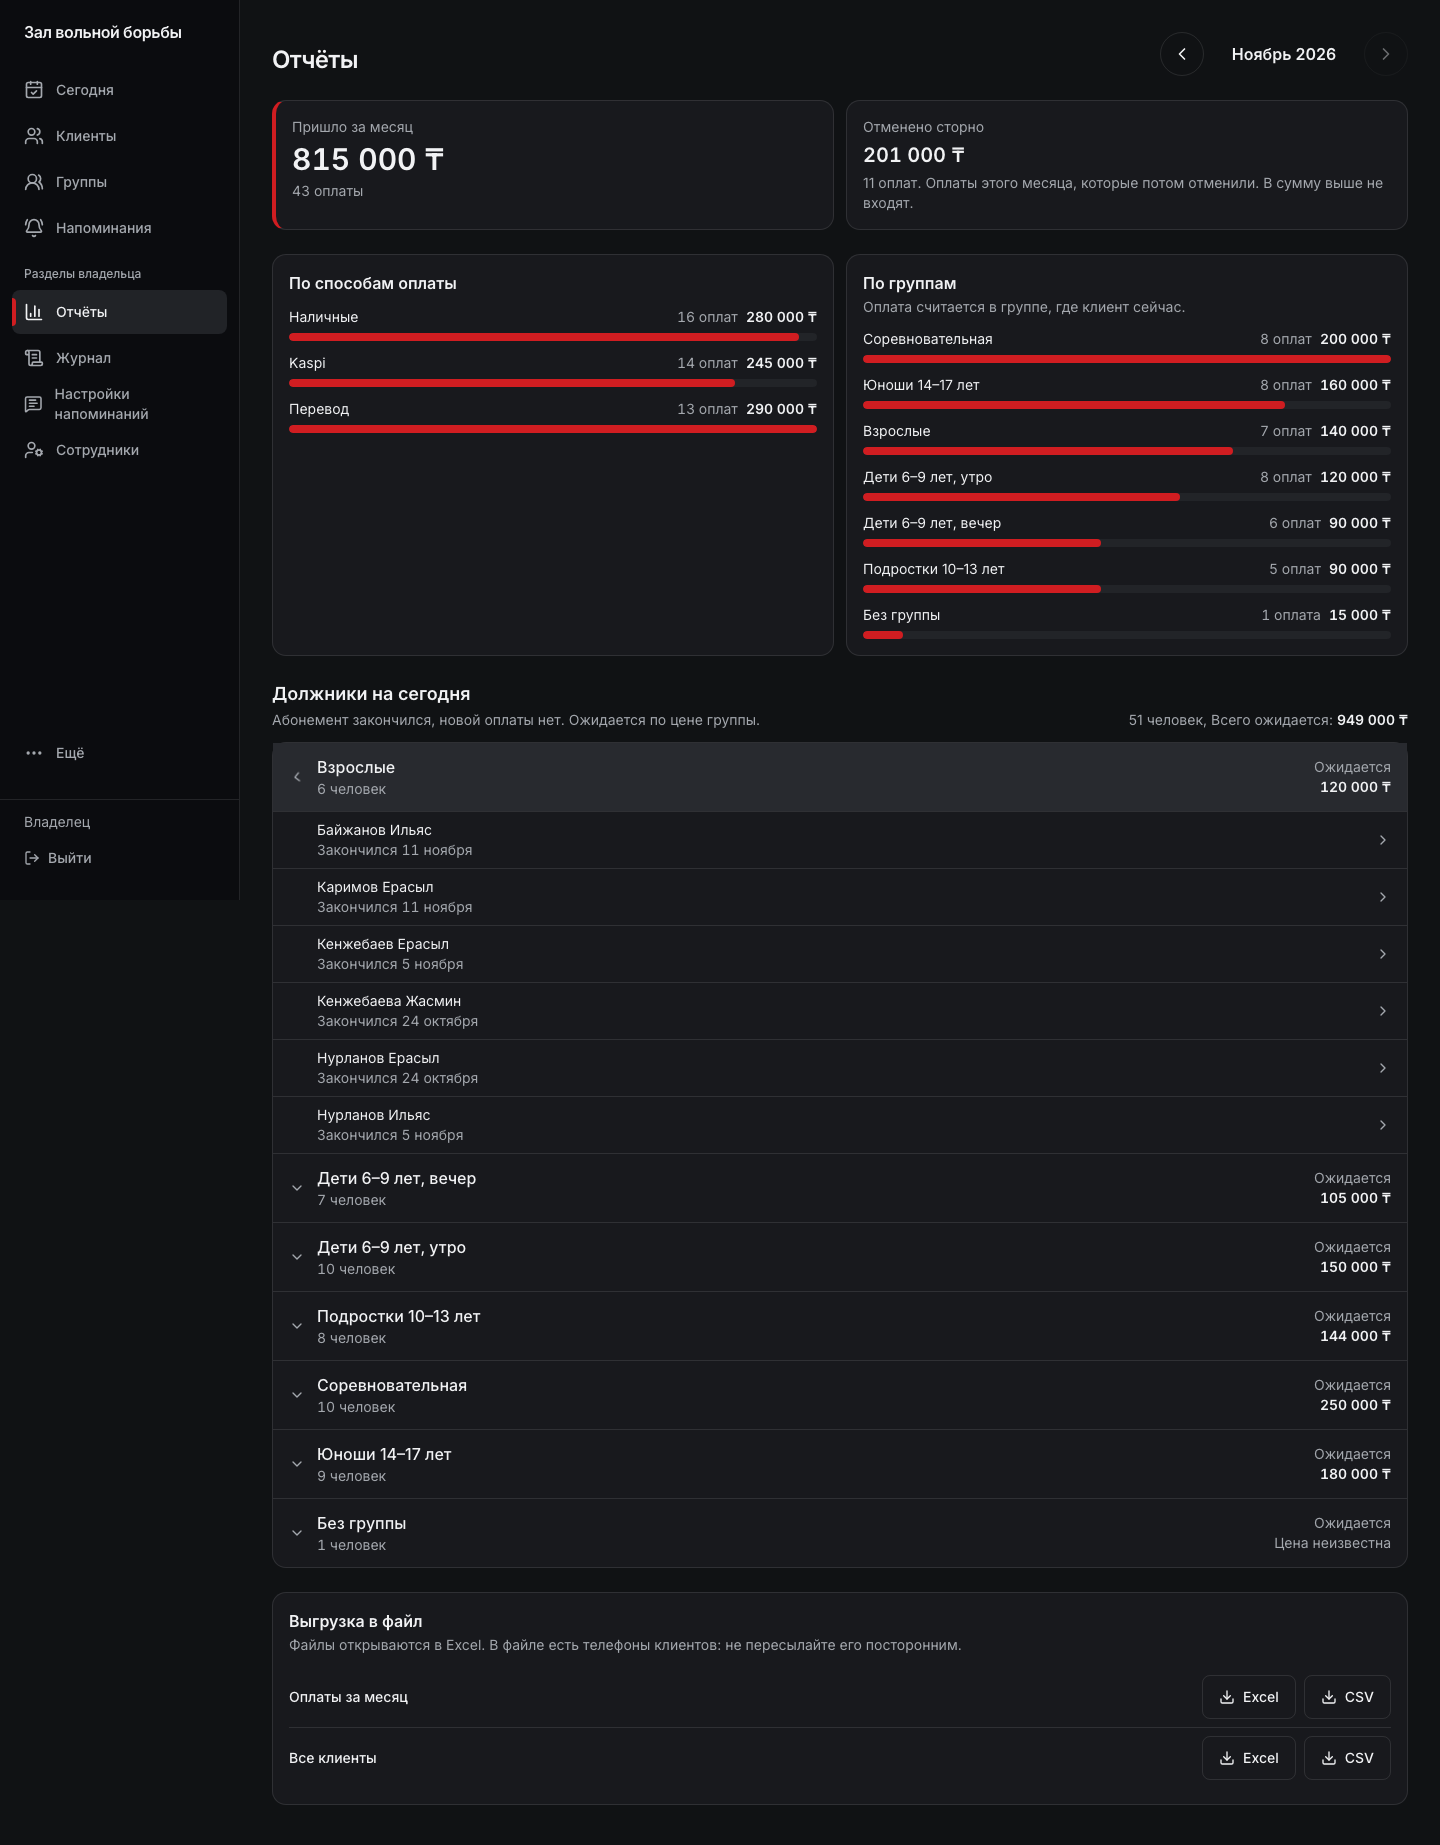 Зал вольной борьбы
Сегодня
Клиенты
Группы
Напоминания
Разделы владельца
Отчёты
Журнал
Настройки
напоминаний
Сотрудники
Ещё
Владелец
Выйти
Отчёты
Ноябрь 2026
Пришло за месяц
815 000 ₸
43 оплаты
Отменено сторно
201 000 ₸
11 оплат. Оплаты этого месяца, которые потом отменили. В сумму выше не
входят.
По способам оплаты
Наличные 16 оплат 280 000 ₸
Kaspi 14 оплат 245 000 ₸
Перевод 13 оплат 290 000 ₸
По группам
Оплата считается в группе, где клиент сейчас.
Соревновательная 8 оплат 200 000 ₸
Юноши 14–17 лет 8 оплат 160 000 ₸
Взрослые 7 оплат 140 000 ₸
Дети 6–9 лет, утро 8 оплат 120 000 ₸
Дети 6–9 лет, вечер 6 оплат 90 000 ₸
Подростки 10–13 лет 5 оплат 90 000 ₸
Без группы 1 оплата 15 000 ₸
Должники на сегодня
Абонемент закончился, новой оплаты нет. Ожидается по цене группы. 51 человек, Всего ожидается: 949 000 ₸
Взрослые Ожидается
6 человек 120 000 ₸
Байжанов Ильяс
Закончился 11 ноября
Каримов Ерасыл
Закончился 11 ноября
Кенжебаев Ерасыл
Закончился 5 ноября
Кенжебаева Жасмин
Закончился 24 октября
Нурланов Ерасыл
Закончился 24 октября
Нурланов Ильяс
Закончился 5 ноября
Дети 6–9 лет, вечер Ожидается
7 человек 105 000 ₸
Дети 6–9 лет, утро Ожидается
10 человек 150 000 ₸
Подростки 10–13 лет Ожидается
8 человек 144 000 ₸
Соревновательная Ожидается
10 человек 250 000 ₸
Юноши 14–17 лет Ожидается
9 человек 180 000 ₸
Без группы Ожидается
1 человек Цена неизвестна
Выгрузка в файл
Файлы открываются в Excel. В файле есть телефоны клиентов: не пересылайте его посторонним.
Оплаты за месяц Excel CSV
Все клиенты Excel CSV